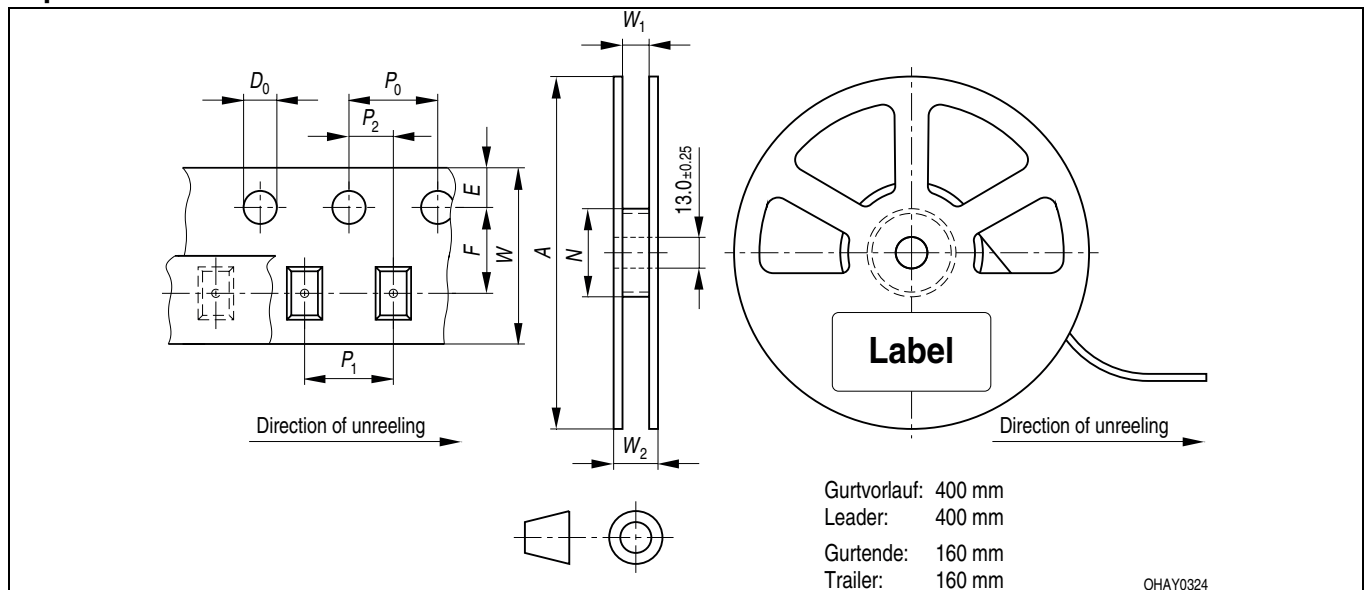 W1
D0
P0
P2
E
F
W
A
N
13.0±0.25
P1
Label
Direction of unreeling
W2
Direction of unreeling
Gurtvorlauf: 400 mm
Leader: 400 mm
Gurtende: 160 mm
Trailer: 160 mm
OHAY0324